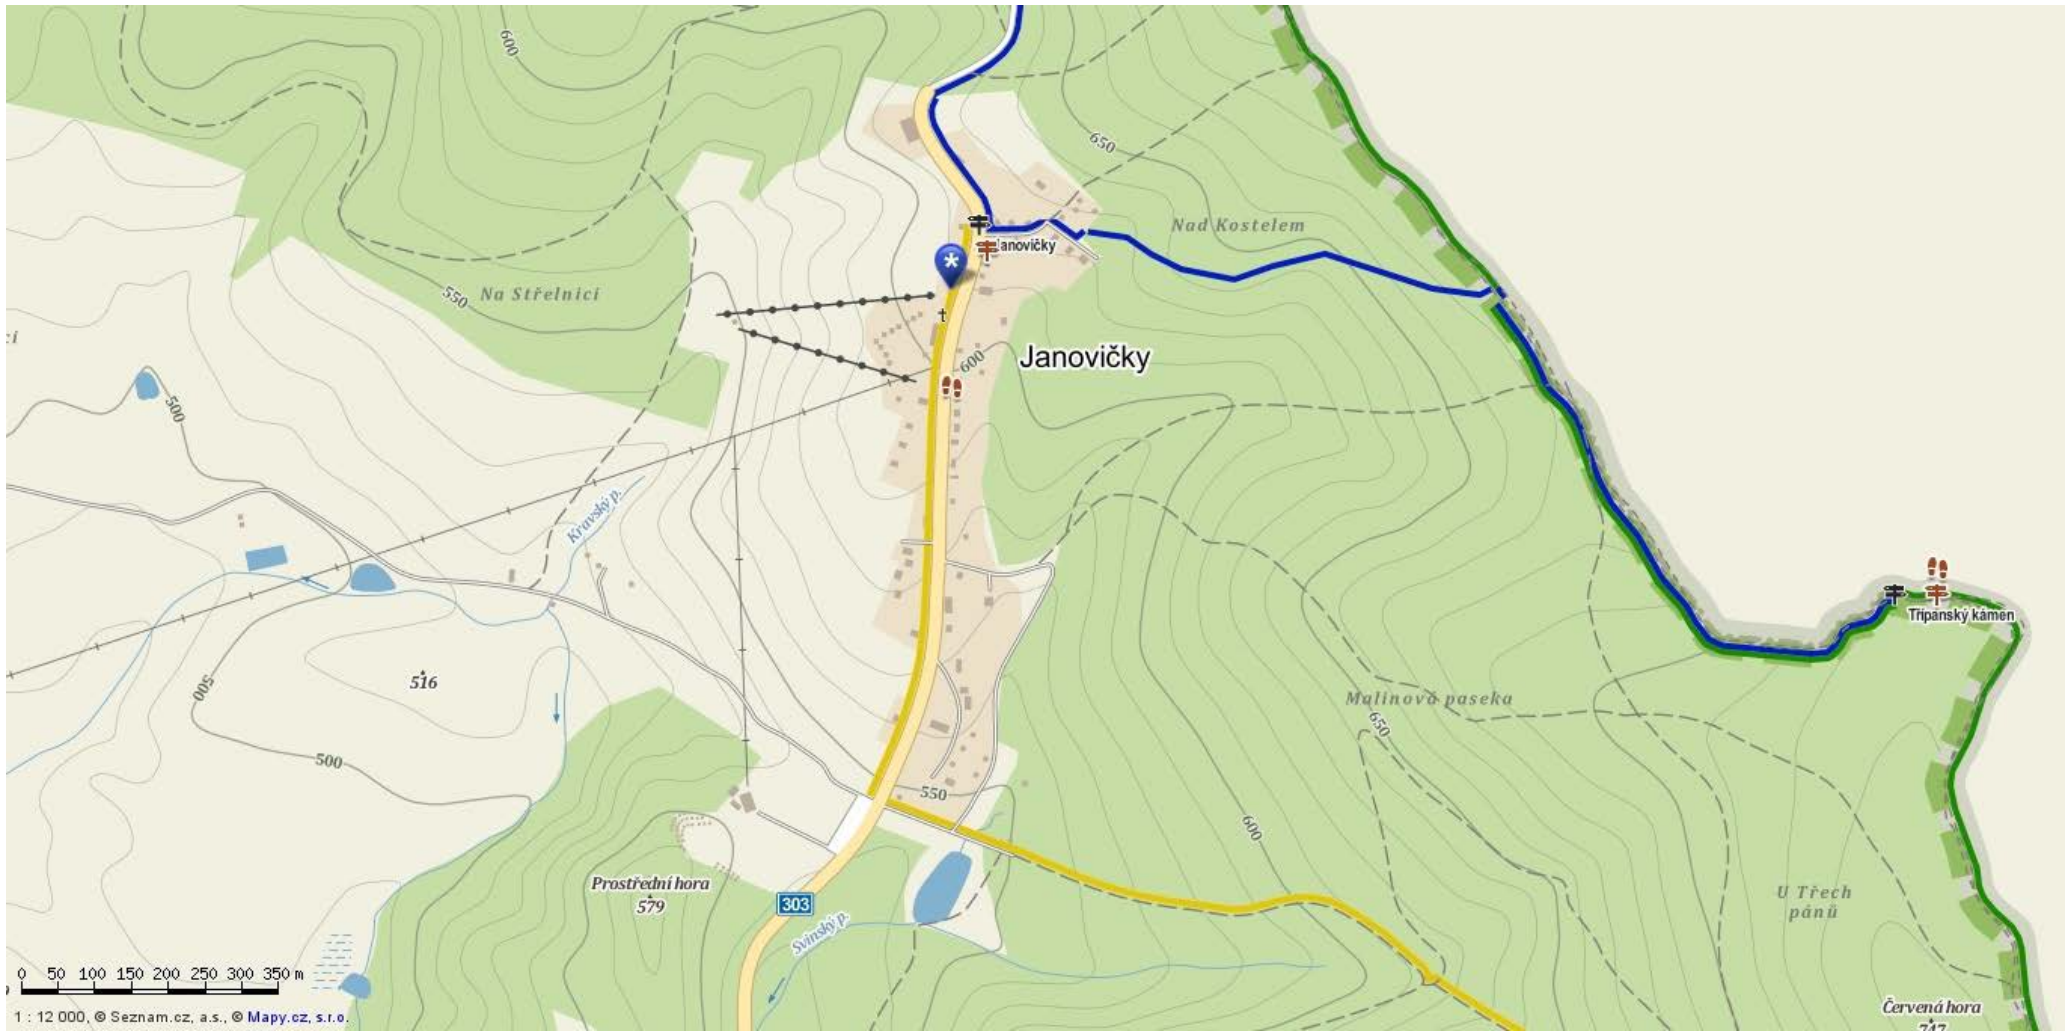 600
650
Nad Kostelem
Janovičky
550
Na Střelnici
600
Janovičky
500
Kravský p.
Třípanský kámen
516
500
Malinová paseka
650
500
550
600
Prostřední hora
579
303
U Třech
pánů
Svinský p.
0 50 100 150 200 250 300 350 m
Červená hora
747
1 : 12 000, © Seznam.cz, a.s., © Mapy.cz, s.r.o.